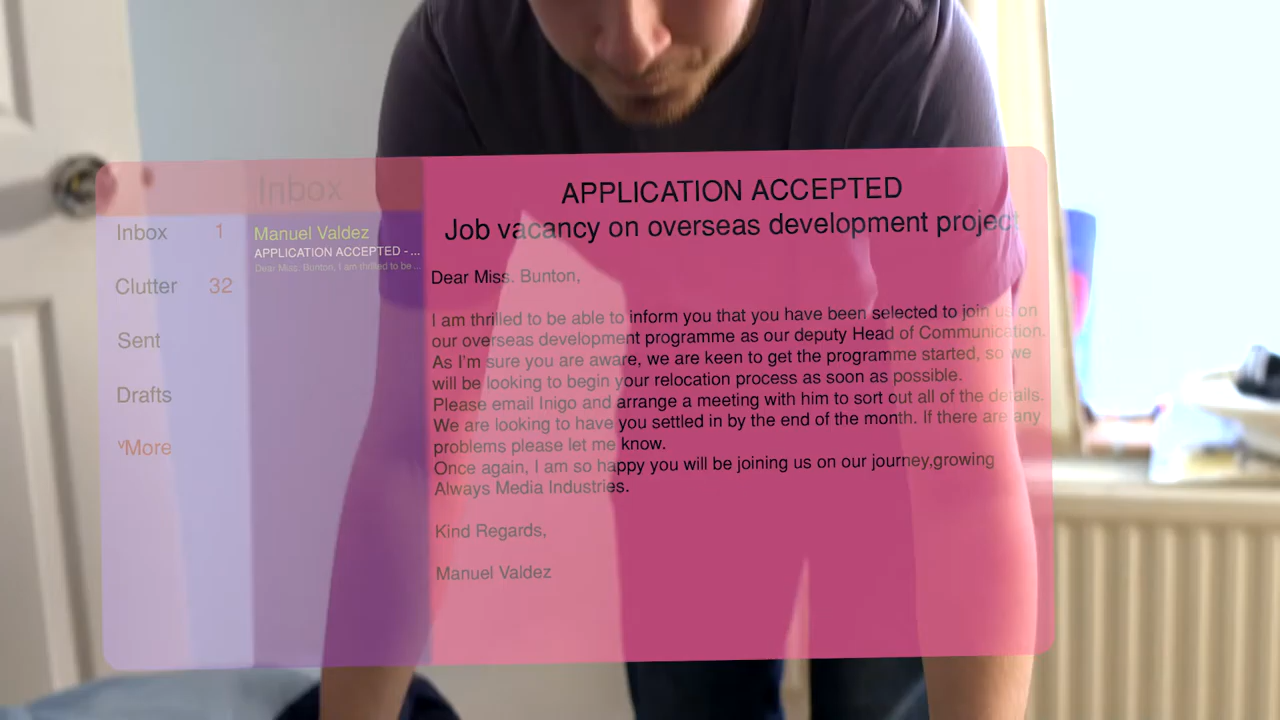 Inbox
Inbox 1
Clutter 32
Sent
Drafts
˅More
Manuel Valdez
APPLICATION ACCEPTED - ...
Dear Miss. Bunton, I am thrilled to be ...
APPLICATION ACCEPTED
Job vacancy on overseas development project
Dear Miss. Bunton,
I am thrilled to be able to inform you that you have been selected to join us on
our overseas development programme as our deputy Head of Communication.
As I'm sure you are aware, we are keen to get the programme started, so we
will be looking to begin your relocation process as soon as possible.
Please email Inigo and arrange a meeting with him to sort out all of the details.
We are looking to have you settled in by the end of the month. If there are any
problems please let me know.
Once again, I am so happy you will be joining us on our journey,growing
Always Media Industries.
Kind Regards,
Manuel Valdez